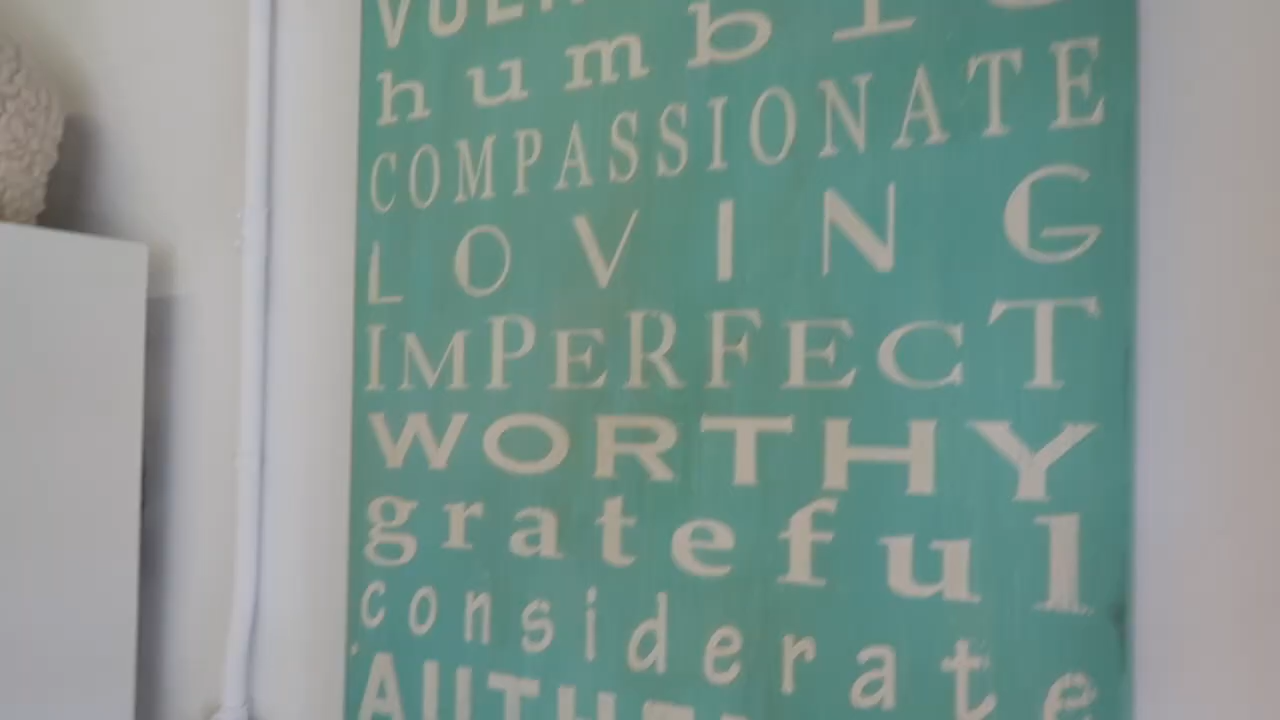 humble
COMPASSIONATE
LOVING
IMPERFECT
WORTHY
grateful
considerate